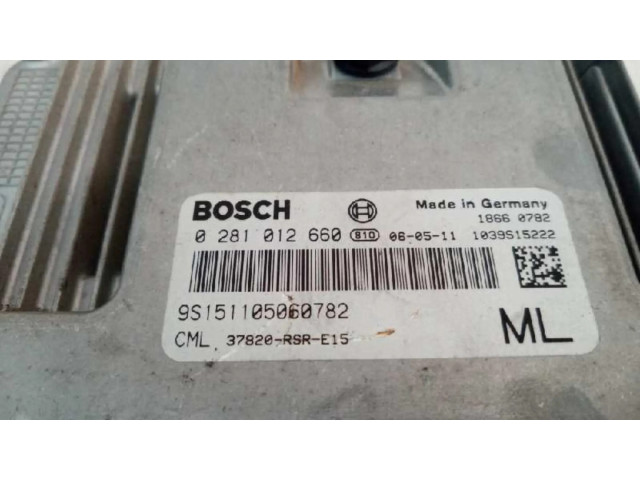 BOSCH Made in Germany
1866 0782
0 281 012 660 810 06-05-11 1039S15222
9S151105060782
CML 37820-RSR-E15 ML